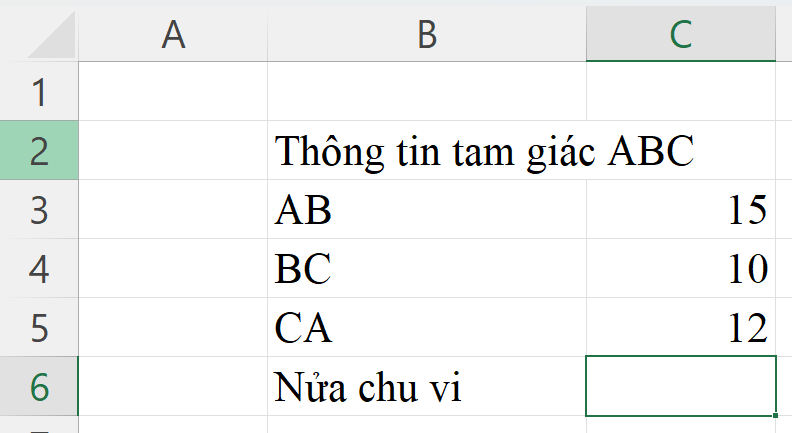 A B C
1
2 Thông tin tam giác ABC
3 AB 15
4 BC 10
5 CA 12
6 Nửa chu vi